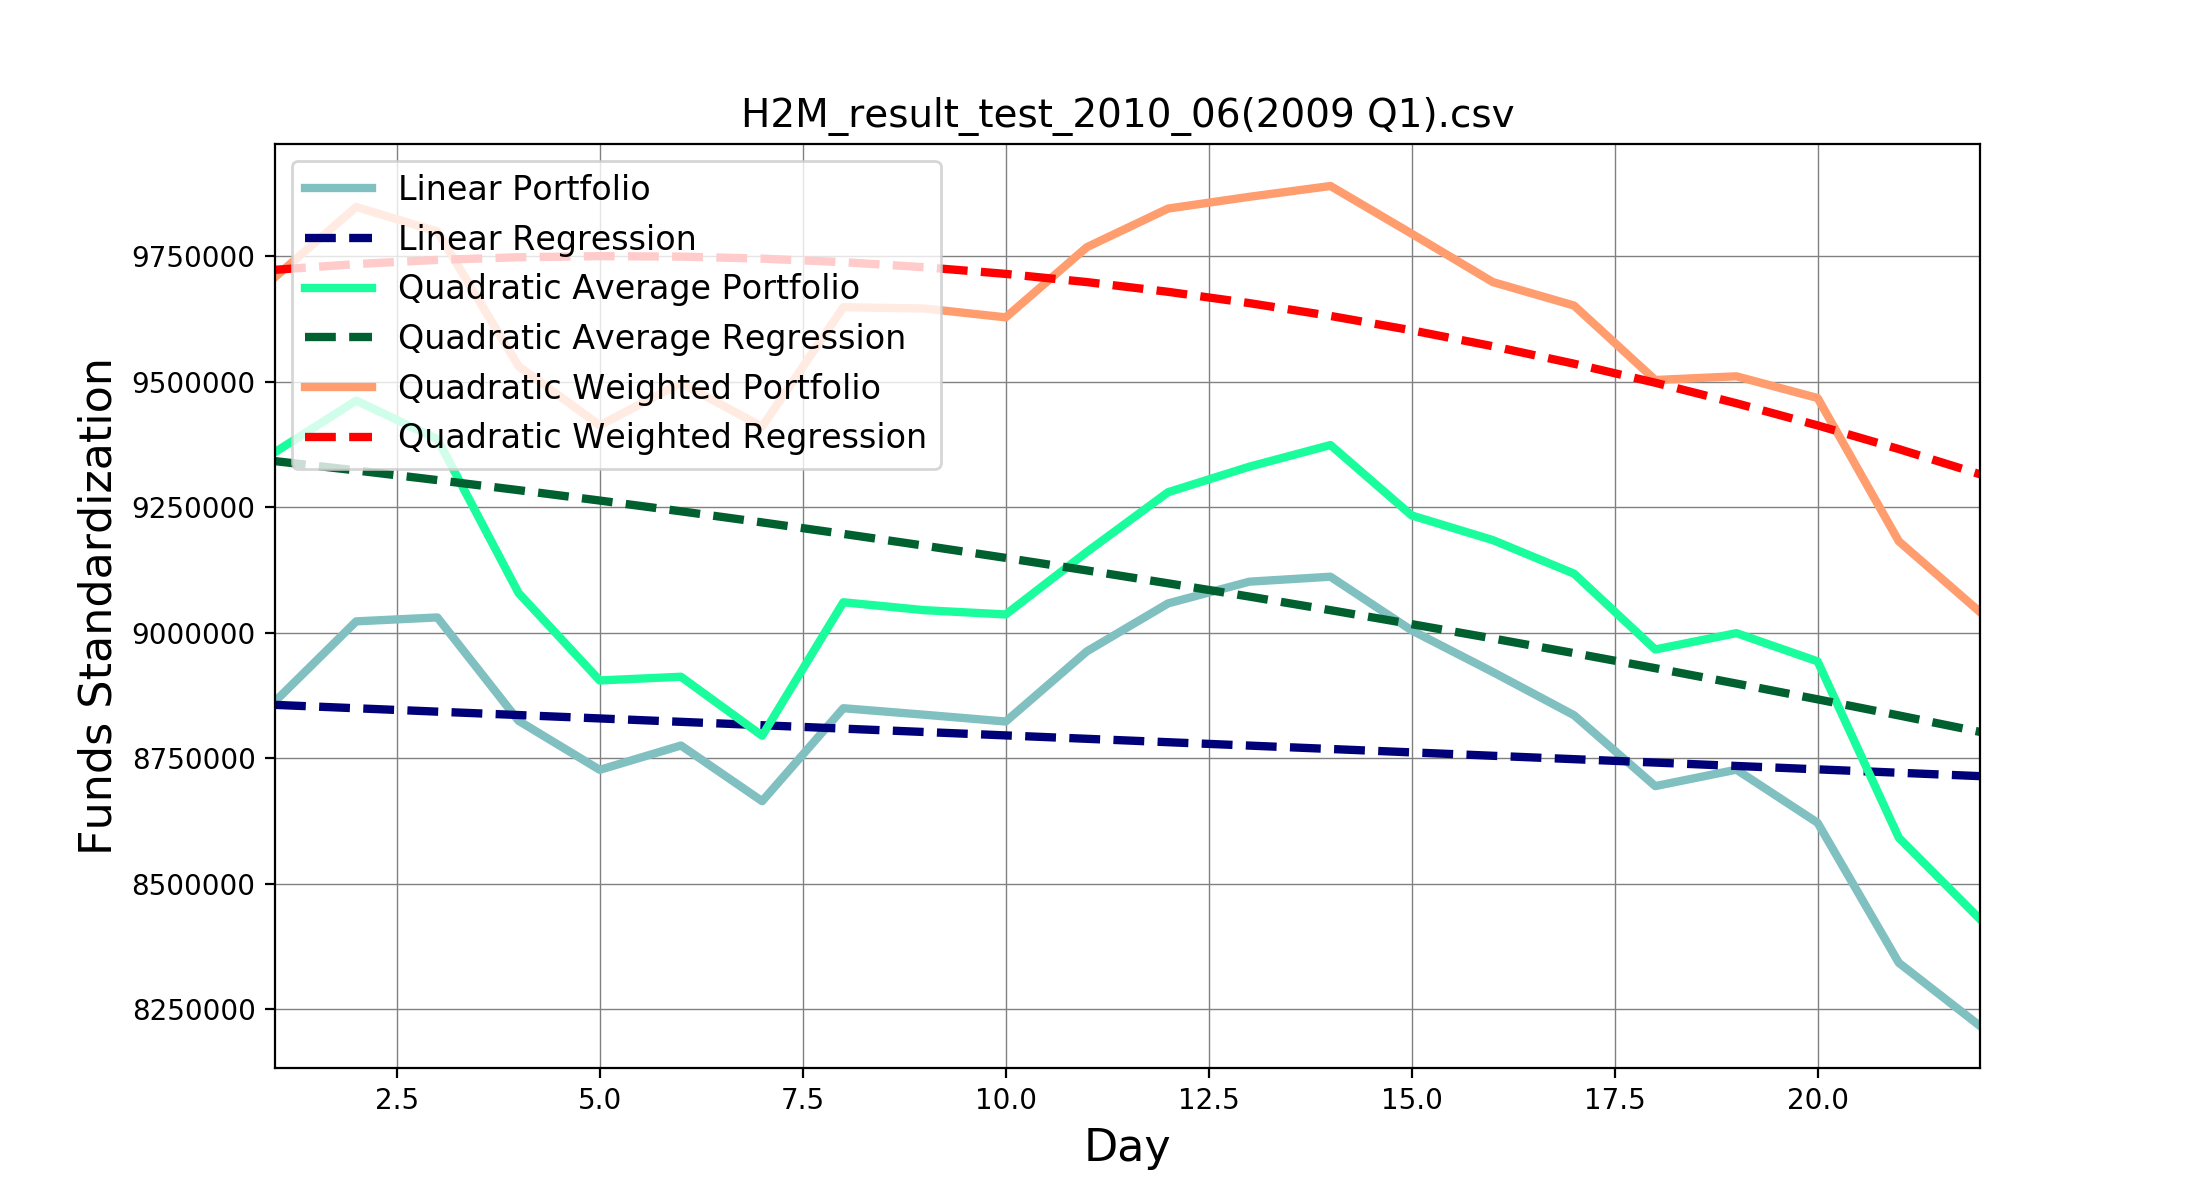 H2M_result_test_2010_06(2009 Q1).csv
Linear Portfolio
Linear Regression
Quadratic Average Portfolio
Quadratic Average Regression
Quadratic Weighted Portfolio
Quadratic Weighted Regression
Funds Standardization
9750000
9500000
9250000
9000000
8750000
8500000
8250000
2.5 5.0 7.5 10.0 12.5 15.0 17.5 20.0
Day